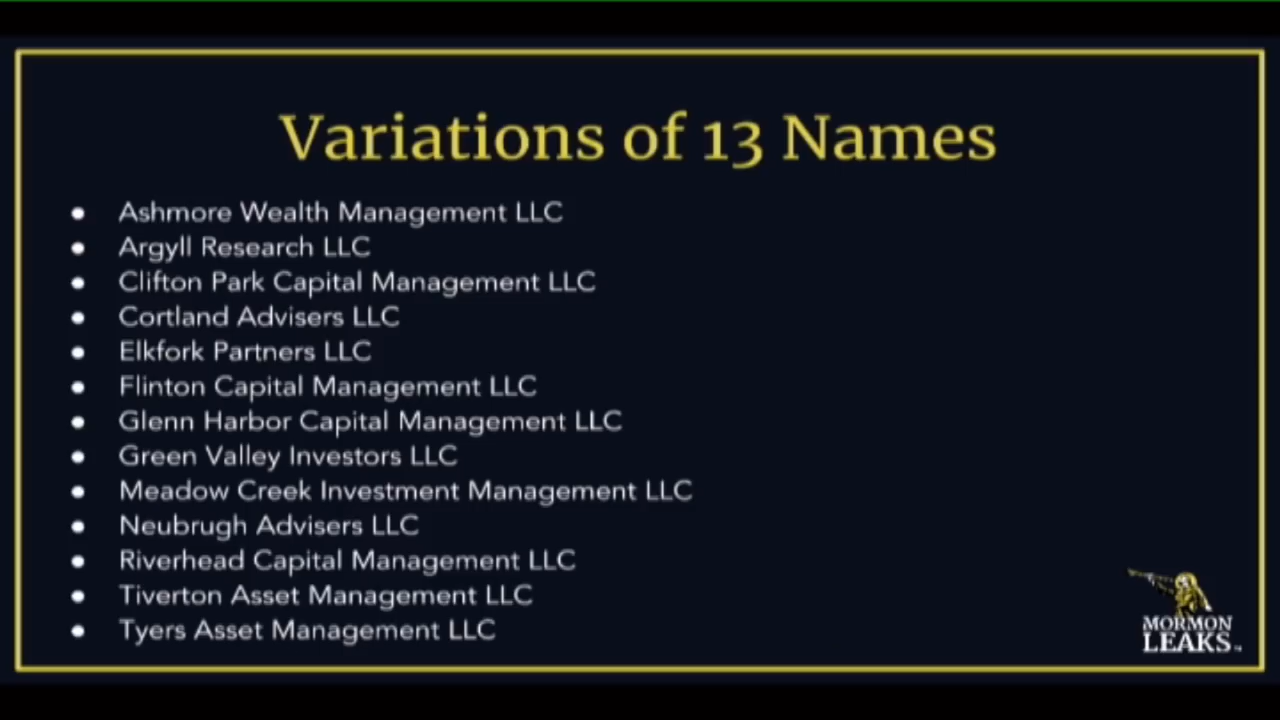 Variations of 13 Names
● Ashmore Wealth Management LLC
● Argyll Research LLC
● Clifton Park Capital Management LLC
● Cortland Advisers LLC
● Elkfork Partners LLC
● Flinton Capital Management LLC
● Glenn Harbor Capital Management LLC
● Green Valley Investors LLC
● Meadow Creek Investment Management LLC
● Neubrugh Advisers LLC
● Riverhead Capital Management LLC
● Tiverton Asset Management LLC
● Tyers Asset Management LLC
MORMON
LEAKS™